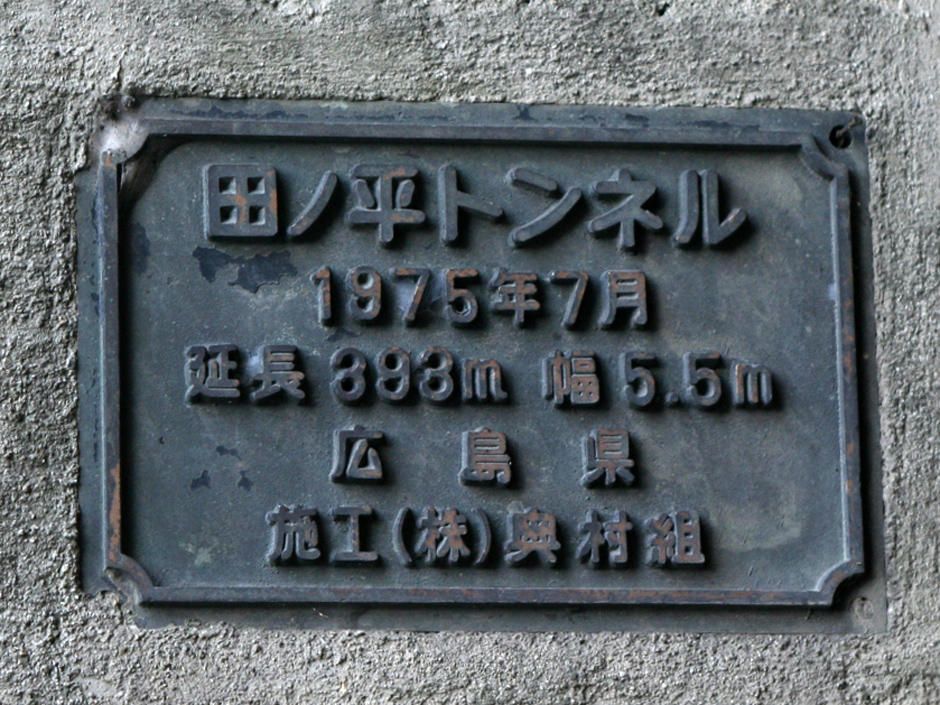 田ノ平トンネル
1975年7月
延長 393m 幅 5.5m
広島県
施工(株)奥村組